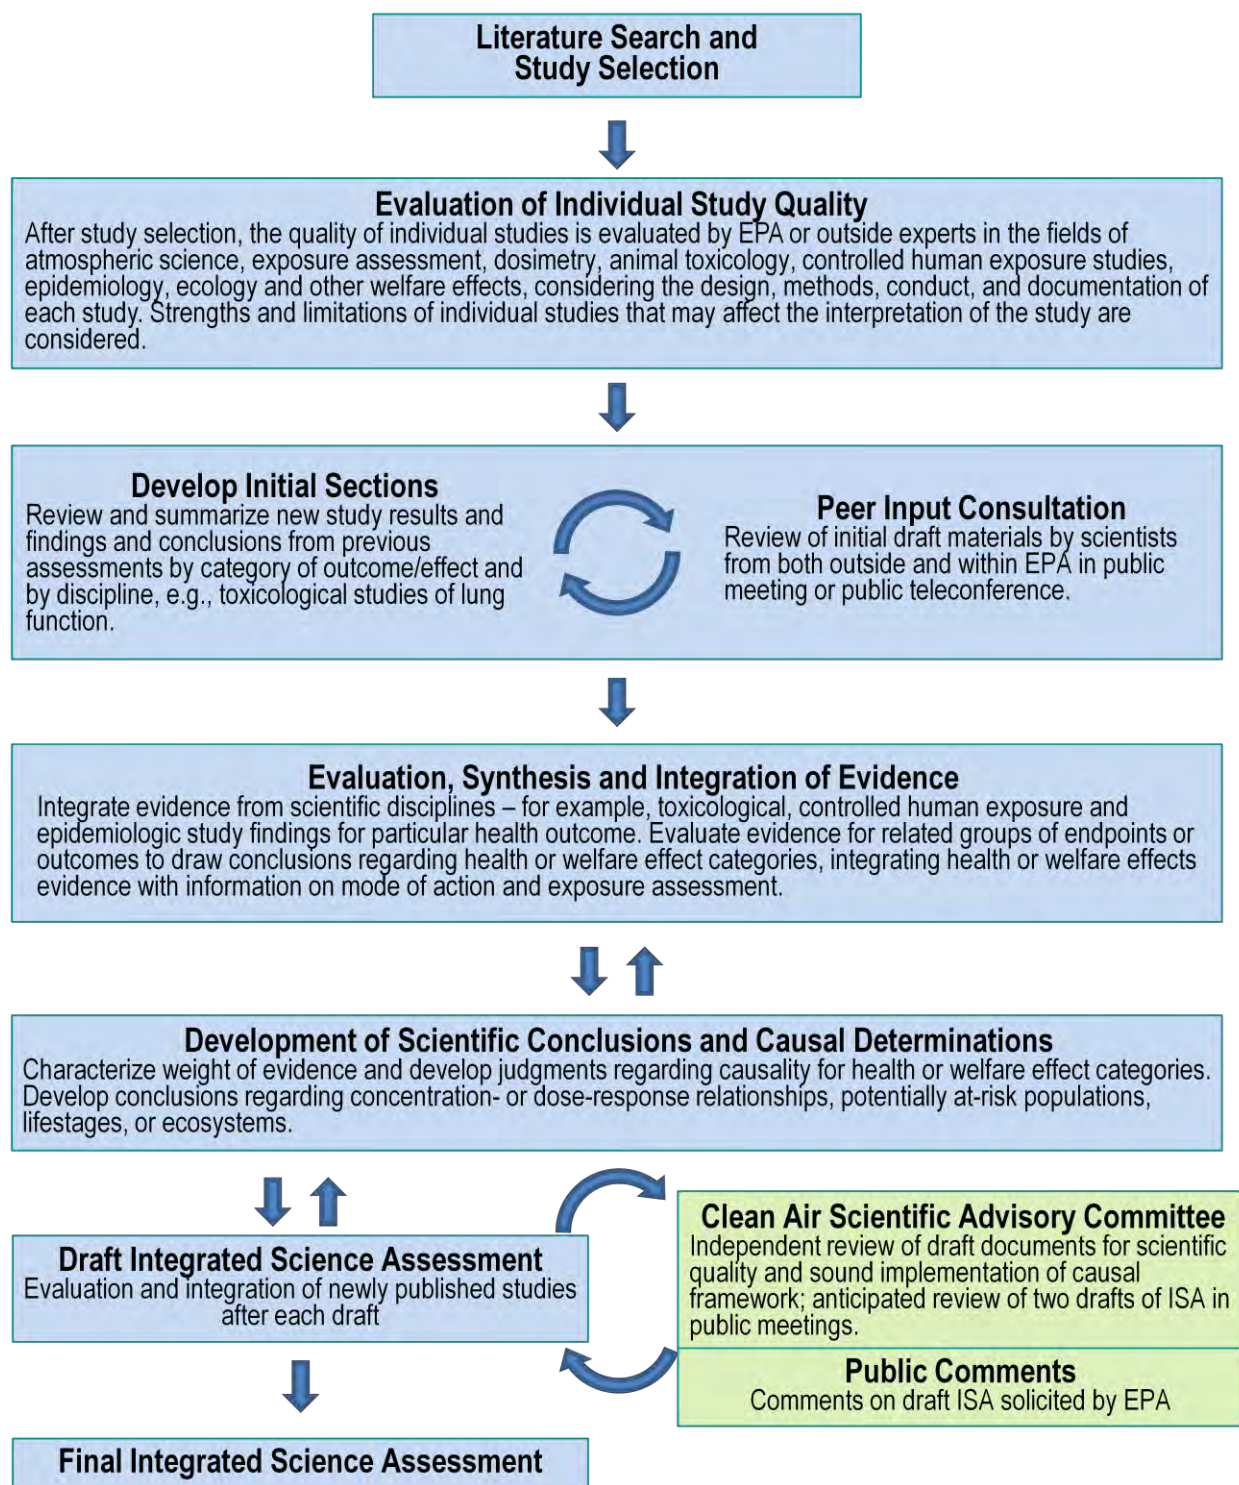 Literature Search and
Study Selection
Evaluation of Individual Study Quality
After study selection, the quality of individual studies is evaluated by EPA or outside experts in the fields of
atmospheric science, exposure assessment, dosimetry, animal toxicology, controlled human exposure studies,
epidemiology, ecology and other welfare effects, considering the design, methods, conduct, and documentation of
each study. Strengths and limitations of individual studies that may affect the interpretation of the study are
considered.
Develop Initial Sections
Review and summarize new study results and
findings and conclusions from previous
assessments by category of outcome/effect and
by discipline, e.g., toxicological studies of lung
function.
Peer Input Consultation
Review of initial draft materials by scientists
from both outside and within EPA in public
meeting or public teleconference.
Evaluation, Synthesis and Integration of Evidence
Integrate evidence from scientific disciplines – for example, toxicological, controlled human exposure and
epidemiologic study findings for particular health outcome. Evaluate evidence for related groups of endpoints or
outcomes to draw conclusions regarding health or welfare effect categories, integrating health or welfare effects
evidence with information on mode of action and exposure assessment.
Development of Scientific Conclusions and Causal Determinations
Characterize weight of evidence and develop judgments regarding causality for health or welfare effect categories.
Develop conclusions regarding concentration- or dose-response relationships, potentially at-risk populations,
lifestages, or ecosystems.
Draft Integrated Science Assessment
Evaluation and integration of newly published studies
after each draft
Clean Air Scientific Advisory Committee
Independent review of draft documents for scientific
quality and sound implementation of causal
framework; anticipated review of two drafts of ISA in
public meetings.
Public Comments
Comments on draft ISA solicited by EPA
Final Integrated Science Assessment